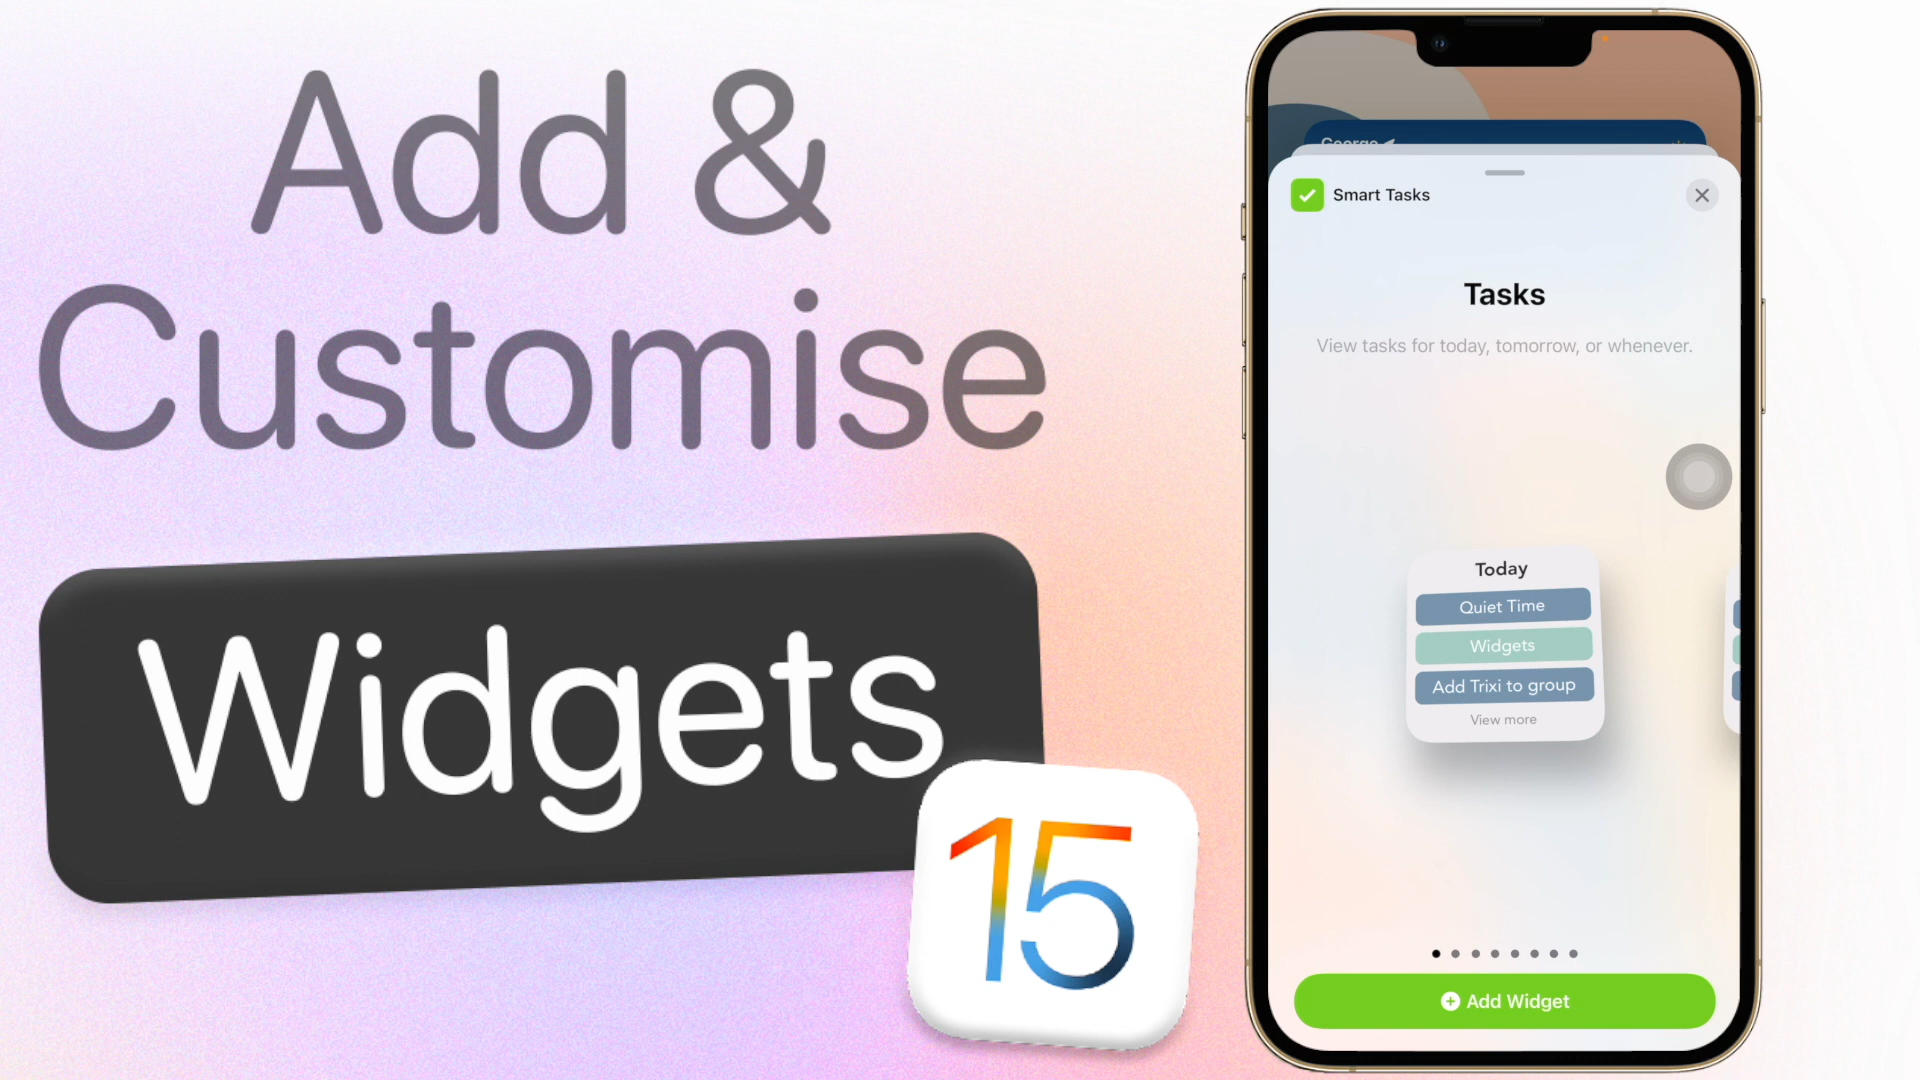 Add &
Customise
Widgets
15
George
Smart Tasks
Tasks
View tasks for today, tomorrow, or whenever.
Today
Quiet Time
Widgets
Add Trixi to group
View more
Add Widget